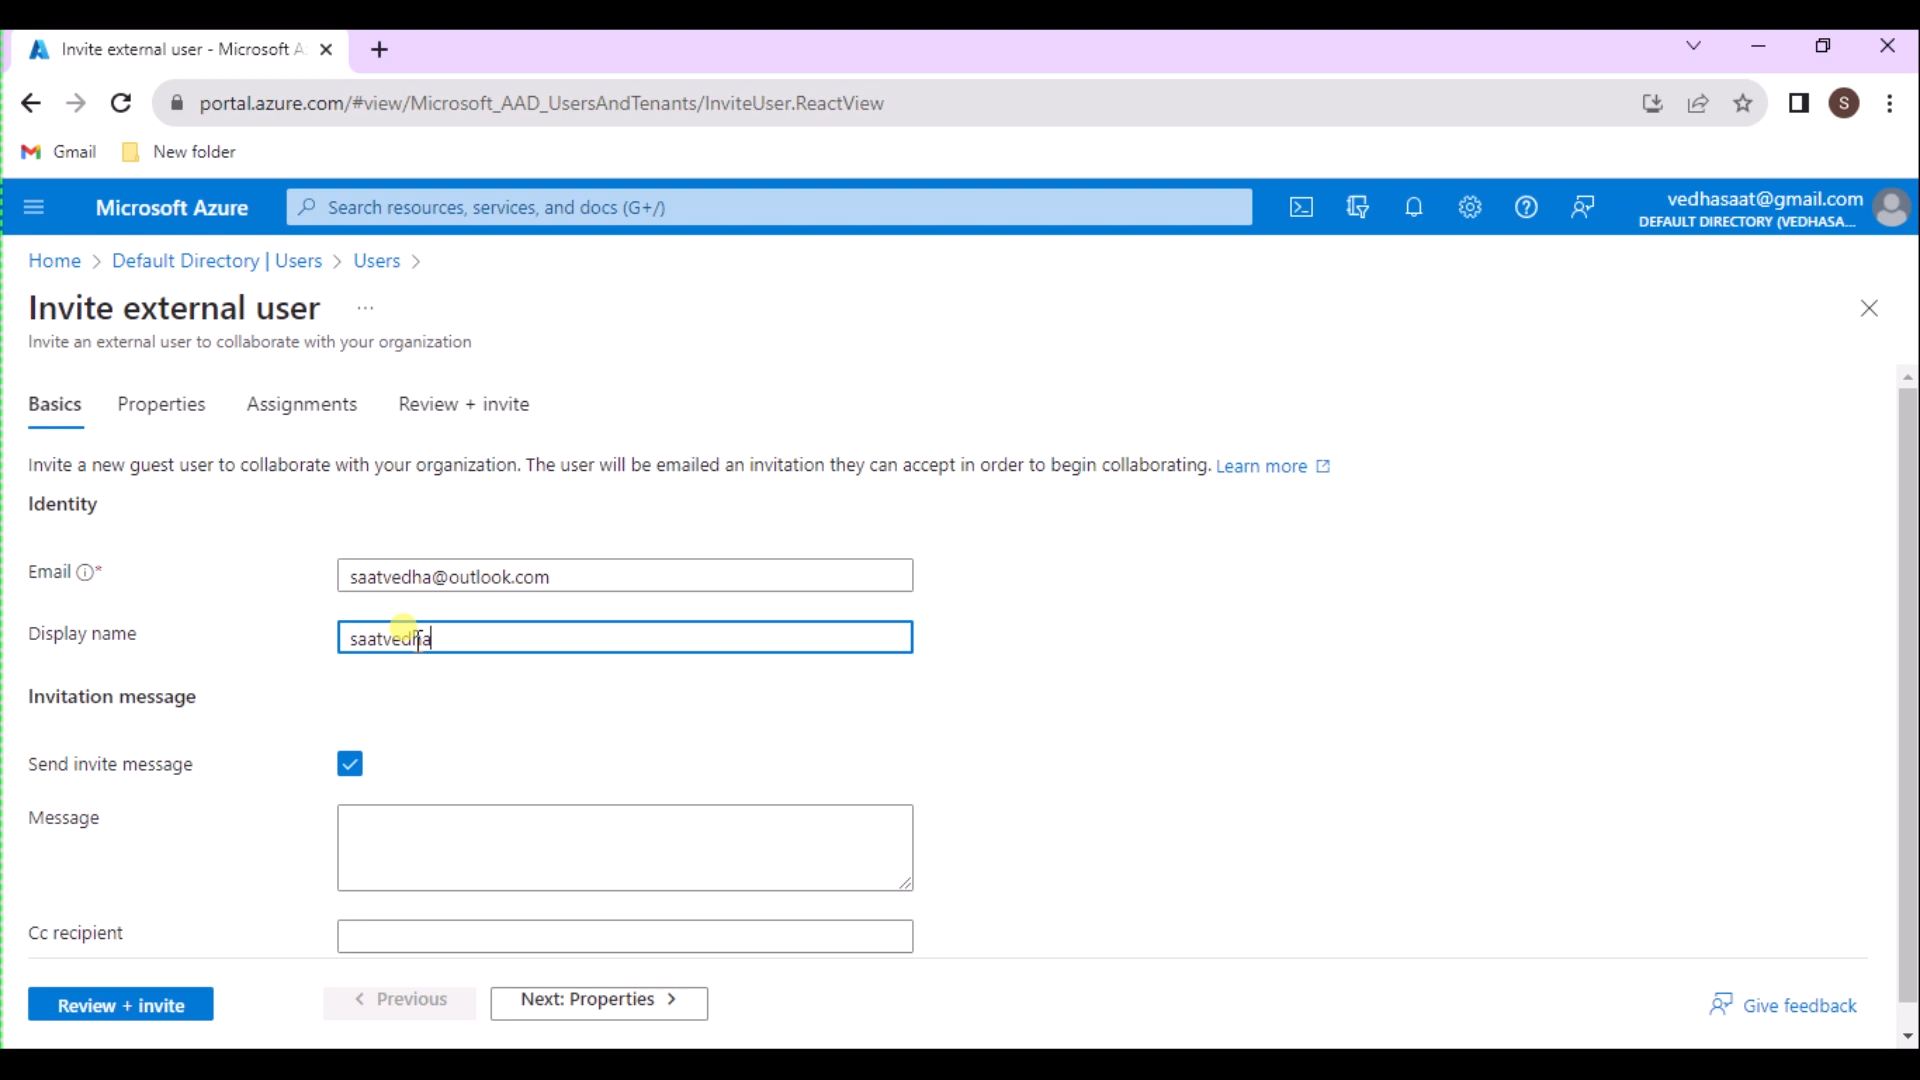 Invite external user - Microsoft A
portal.azure.com/#view/Microsoft_AAD_UsersAndTenants/InviteUser.ReactView
S
Gmail
New folder
Microsoft Azure
Search resources, services, and docs (G+/)
vedhasaat@gmail.com
DEFAULT DIRECTORY (VEDHASA...
Home > Default Directory | Users > Users >
Invite external user ...
Invite an external user to collaborate with your organization
Basics Properties Assignments Review + invite
Invite a new guest user to collaborate with your organization. The user will be emailed an invitation they can accept in order to begin collaborating. Learn more
Identity
Email * saatvedha@outlook.com
Display name saatvedha
Invitation message
Send invite message
Message
Cc recipient
Review + invite < Previous Next: Properties > Give feedback